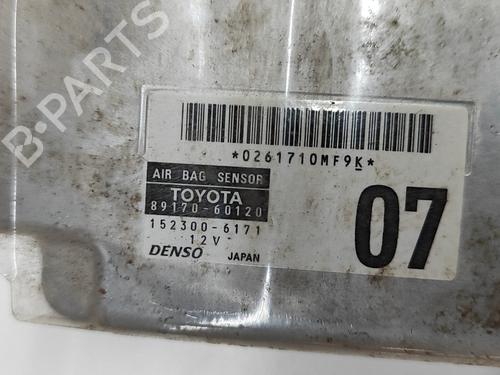 B-PARTS
*0261710MF9K*
AIR BAG SENSOR
TOYOTA
89170-60120
152300-6171
12V
DENSO JAPAN
07